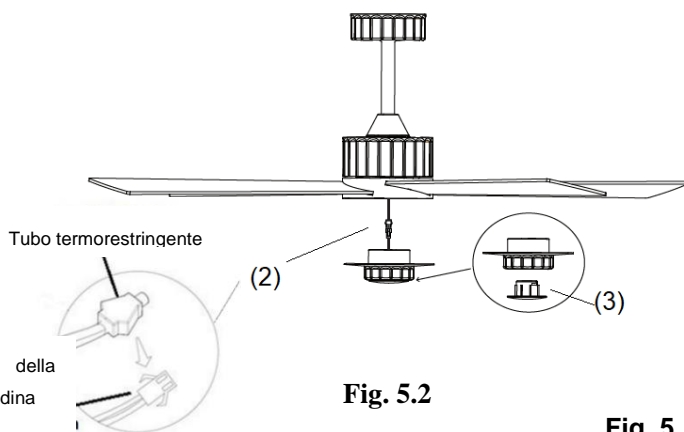 Tubo termorestringente
(2)
(3)
della
dina
Fig. 5.2
Fig. 5